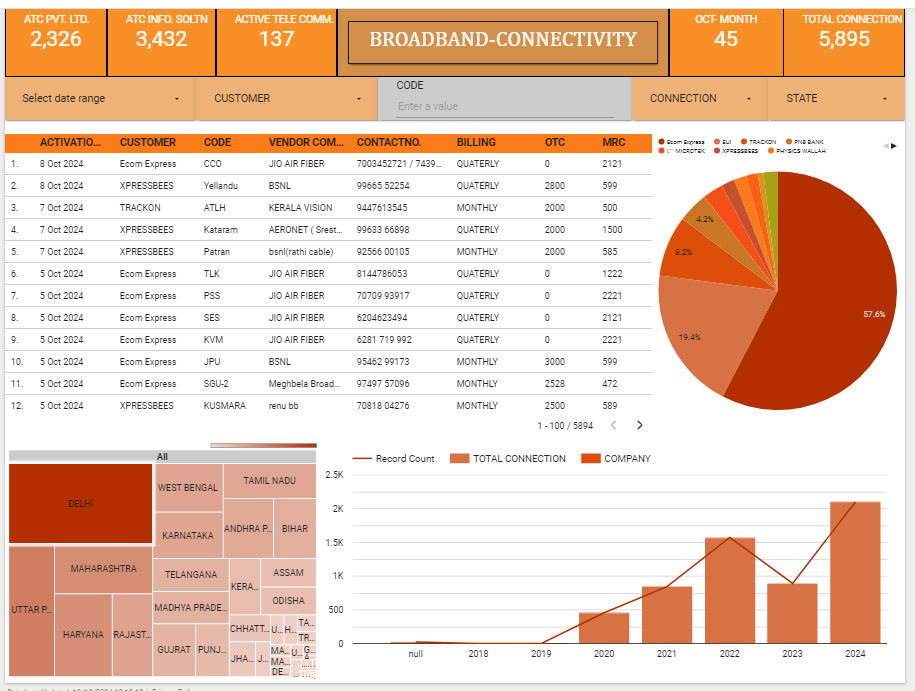 ATC PVT. LTD. ATC INFO. SOLTN ACTIVE TELE COMM. OCT- MONTH TOTAL CONNECTION
2,326 3,432 137 BROADBAND-CONNECTIVITY 45 5,895
CODE
Select date range CUSTOMER Enter a value CONNECTION STATE
ACTIVATIO... CUSTOMER CODE VENDOR COM... CONTACTNO. BILLING OTC MRC
1. 8 Oct 2024 Ecom Express CCO JIO AIR FIBER 7003452721 / 7439... QUATERLY 0 2121
2. 8 Oct 2024 XPRESSBEES Yellandu BSNL 99665 52254 QUATERLY 2800 599
3. 7 Oct 2024 TRACKON ATLH KERALA VISION 9447613545 MONTHLY 2000 500
4. 7 Oct 2024 XPRESSBEES Kataram AERONET ( Srest... 99633 66898 QUATERLY 2000 1500
5. 7 Oct 2024 XPRESSBEES Patran bsnl(rathi cable) 92566 00105 MONTHLY 2000 585
6. 5 Oct 2024 Ecom Express TLK JIO AIR FIBER 8144786053 QUATERLY 0 1222
7. 5 Oct 2024 Ecom Express PSS JIO AIR FIBER 70709 93917 QUATERLY 0 2221
8. 5 Oct 2024 Ecom Express SES JIO AIR FIBER 6204623494 QUATERLY 0 2121
9. 5 Oct 2024 Ecom Express KVM JIO AIR FIBER 6281 719 992 QUATERLY 0 2221
10. 5 Oct 2024 Ecom Express JPU BSNL 95462 99173 MONTHLY 3000 599
11. 5 Oct 2024 Ecom Express SGU-2 Meghbela Broad... 97497 57096 MONTHLY 2528 472
12. 5 Oct 2024 XPRESSBEES KUSMARA renu bb 70818 04276 MONTHLY 2500 589
1 - 100 / 5894
Ecom Express EUI TRACKON PNB BANK
MICROTEK XPRESSBEES PHYSICS WALLAH
4.2%
8.2%
57.6%
19.4%
All
DELHI
WEST BENGAL
TAMIL NADU
KARNATAKA
ANDHRA P...
BIHAR
UTTAR P...
MAHARASHTRA
HARYANA
RAJAST...
TELANGANA
MADHYA PRADE...
GUJRAT
PUNJ...
KERA...
ASSAM
ODISHA
CHHATT...
U...
H...
TA...
TR...
JHA...
J...
MA...
U...
G...
MA...
A...
DE...
Record Count TOTAL CONNECTION COMPANY
2.5K
2K
1.5K
1K
500
0
null 2018 2019 2020 2021 2022 2023 2024